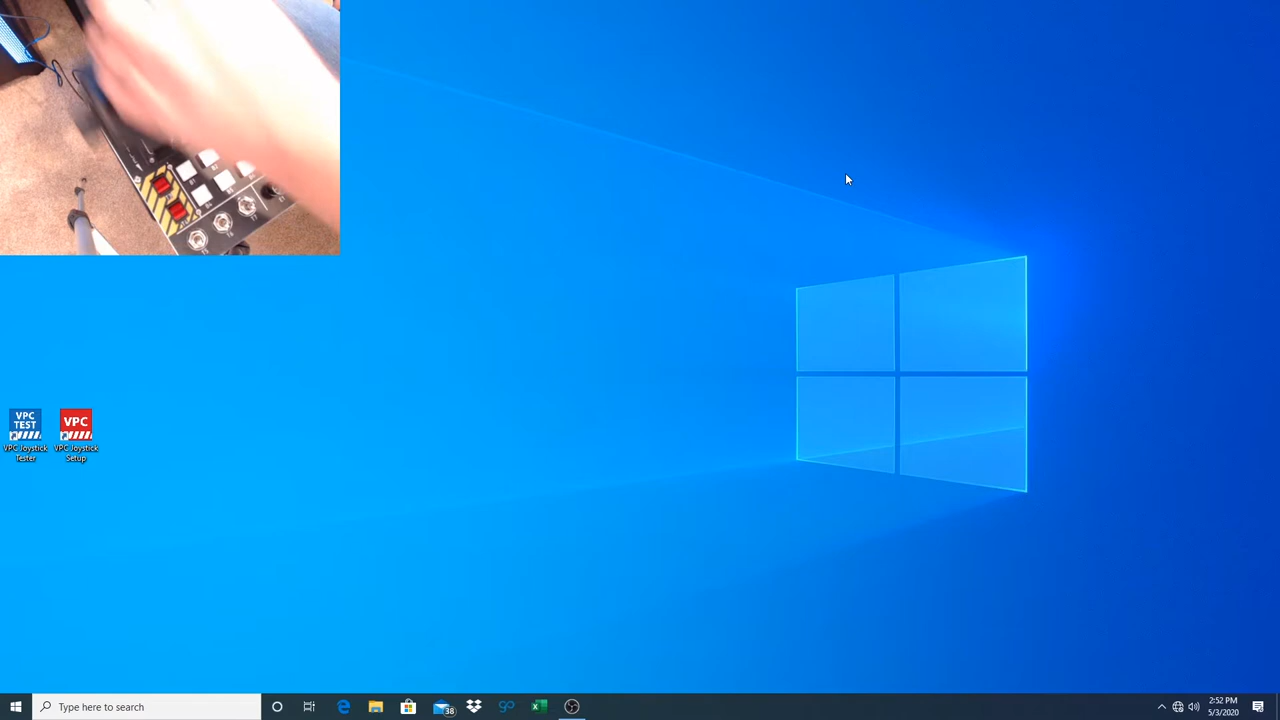 VPC
TEST
VPC Joystick
Tester
VPC
VPC Joystick
Setup
Type here to search
38
2:52 PM
5/3/2020